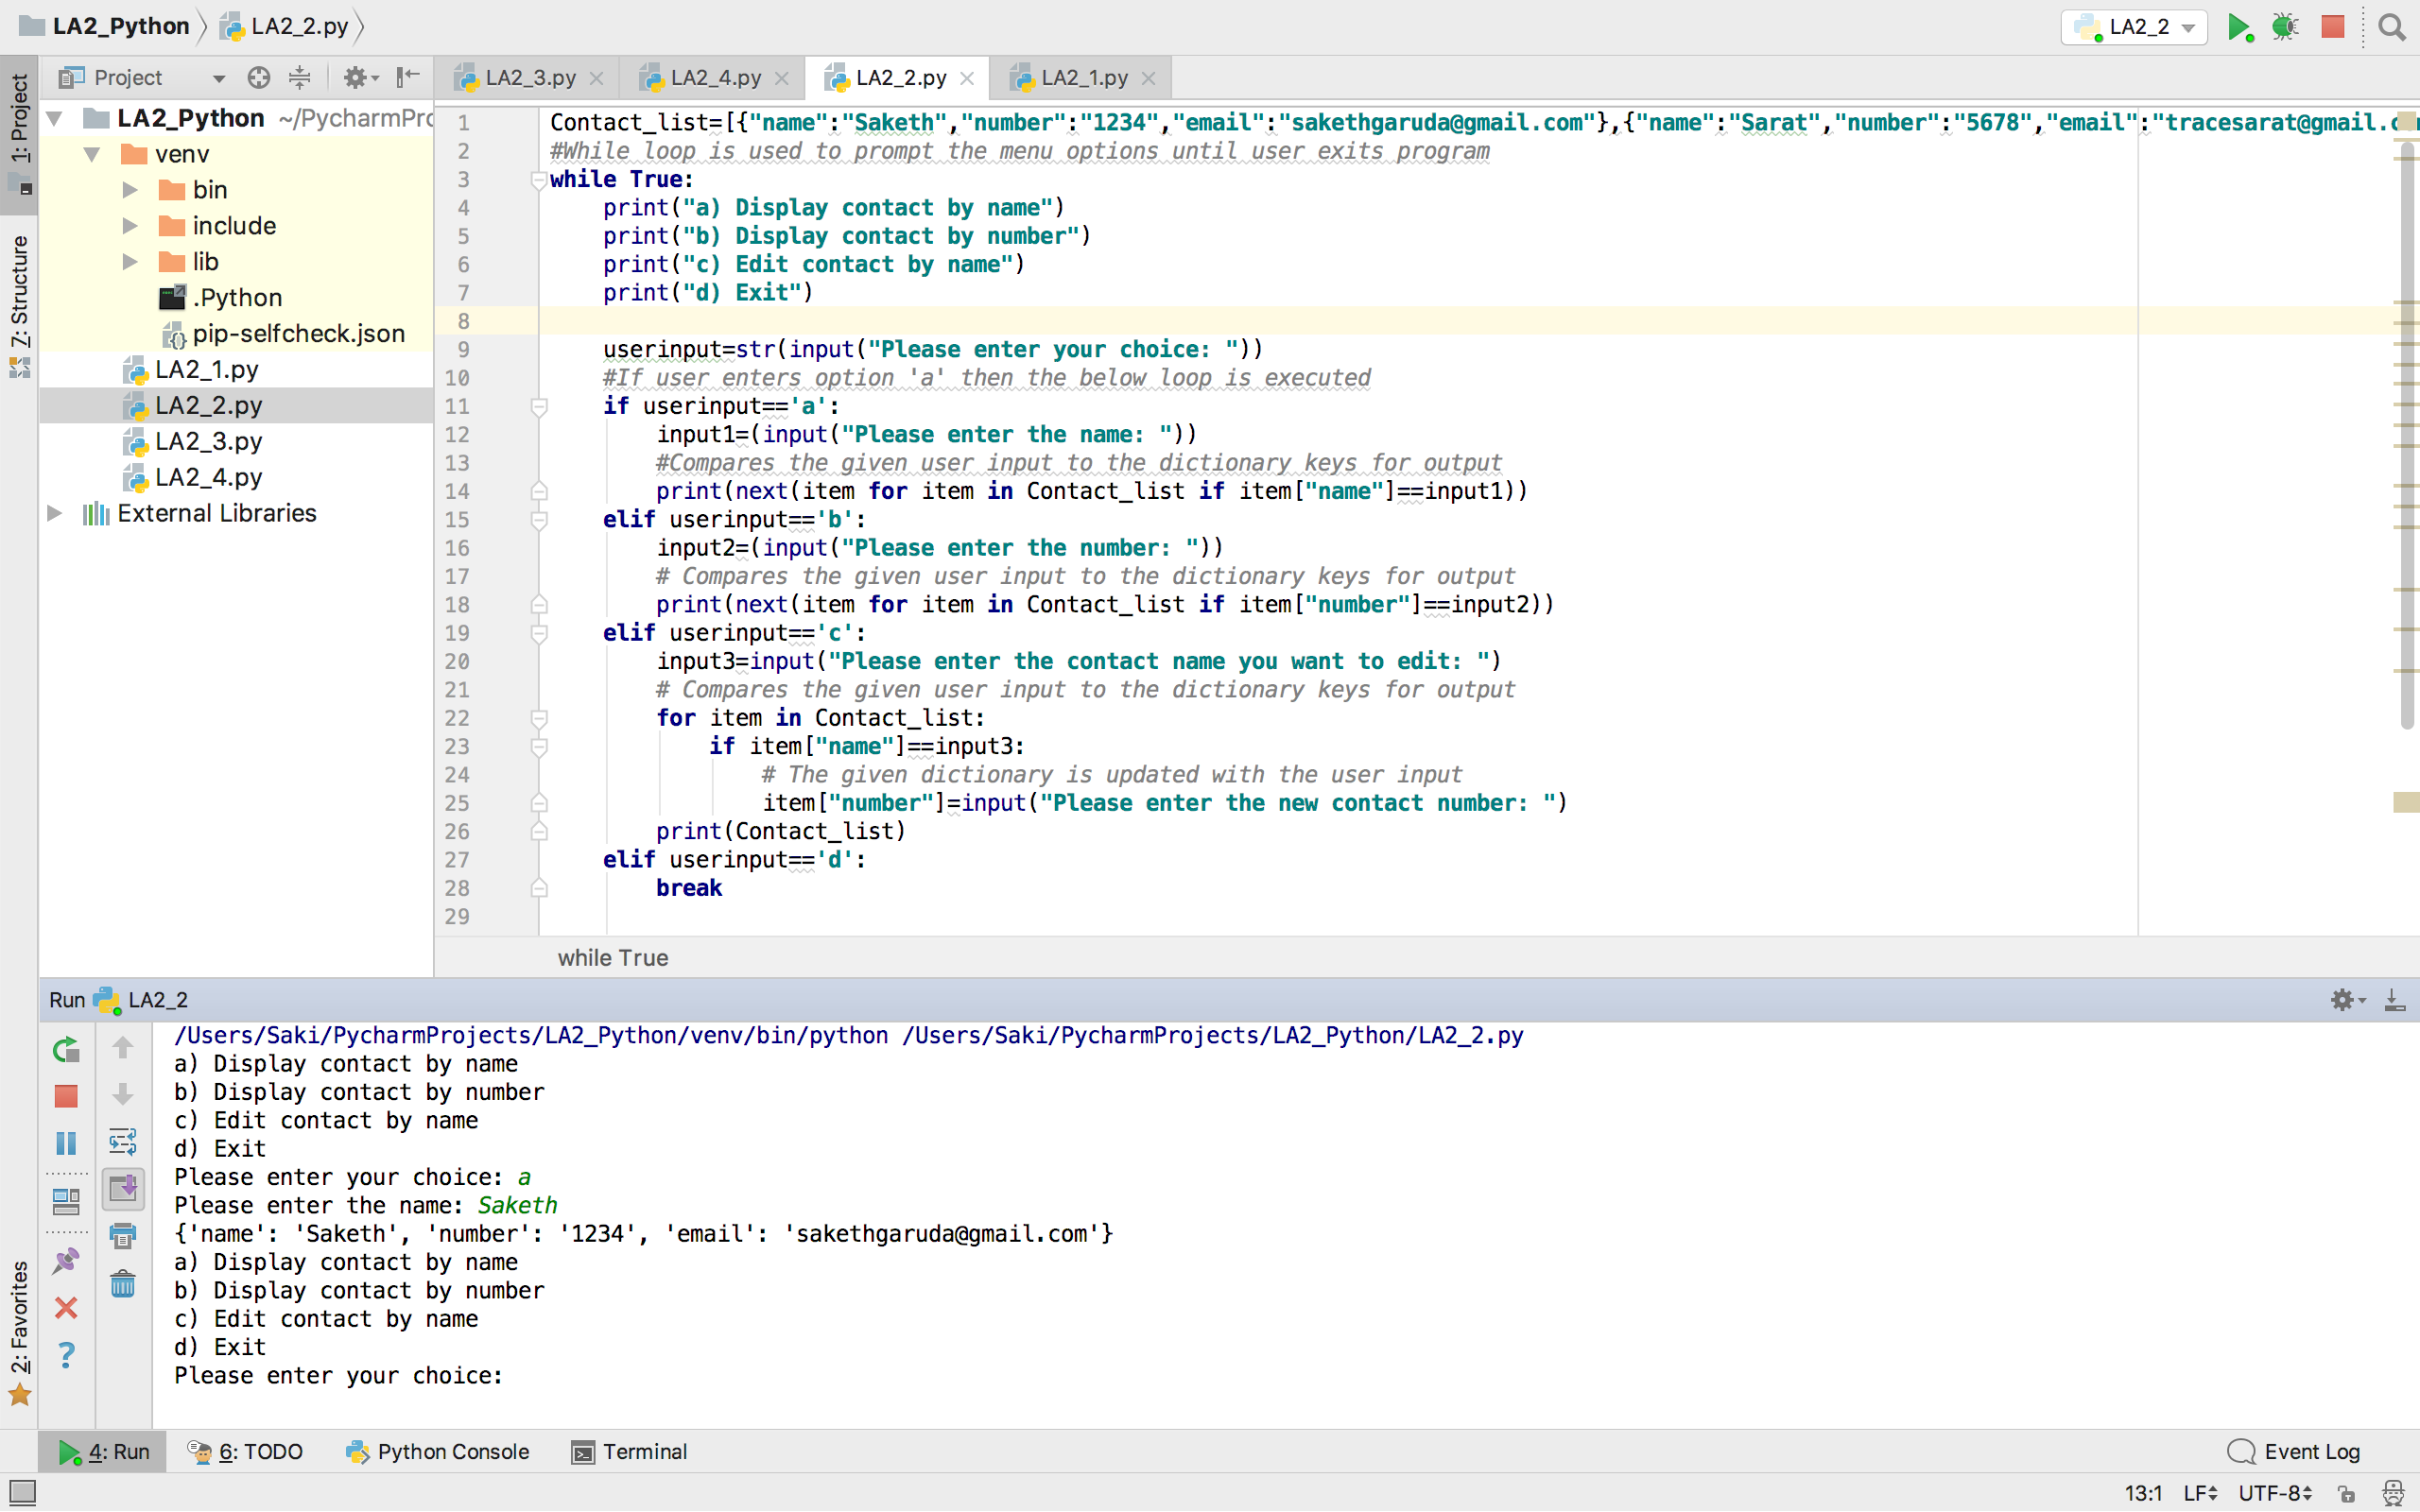 LA2_Python LA2_2.py LA2_2
1: Project
Project
LA2_3.py LA2_4.py LA2_2.py LA2_1.py
LA2_Python ~/PycharmPro
venv
bin
include
lib
.Python
pip-selfcheck.json
LA2_1.py
LA2_2.py
LA2_3.py
LA2_4.py
External Libraries
7: Structure
1 Contact_list=[{"name":"Saketh","number":"1234","email":"sakethgaruda@gmail.com"},{"name":"Sarat","number":"5678","email":"tracesarat@gmail.com
2 #While loop is used to prompt the menu options until user exits program
3 while True:
4 print("a) Display contact by name")
5 print("b) Display contact by number")
6 print("c) Edit contact by name")
7 print("d) Exit")
8
9 userinput=str(input("Please enter your choice: "))
10 #If user enters option 'a' then the below loop is executed
11 if userinput=='a':
12 input1=(input("Please enter the name: "))
13 #Compares the given user input to the dictionary keys for output
14 print(next(item for item in Contact_list if item["name"]==input1))
15 elif userinput=='b':
16 input2=(input("Please enter the number: "))
17 # Compares the given user input to the dictionary keys for output
18 print(next(item for item in Contact_list if item["number"]==input2))
19 elif userinput=='c':
20 input3=input("Please enter the contact name you want to edit: ")
21 # Compares the given user input to the dictionary keys for output
22 for item in Contact_list:
23 if item["name"]==input3:
24 # The given dictionary is updated with the user input
25 item["number"]=input("Please enter the new contact number: ")
26 print(Contact_list)
27 elif userinput=='d':
28 break
29
while True
Run LA2_2
/Users/Saki/PycharmProjects/LA2_Python/venv/bin/python /Users/Saki/PycharmProjects/LA2_Python/LA2_2.py
a) Display contact by name
b) Display contact by number
c) Edit contact by name
d) Exit
Please enter your choice: a
Please enter the name: Saketh
{'name': 'Saketh', 'number': '1234', 'email': 'sakethgaruda@gmail.com'}
a) Display contact by name
b) Display contact by number
c) Edit contact by name
d) Exit
Please enter your choice:
2: Favorites
4: Run 6: TODO Python Console Terminal Event Log
13:1 LF UTF-8